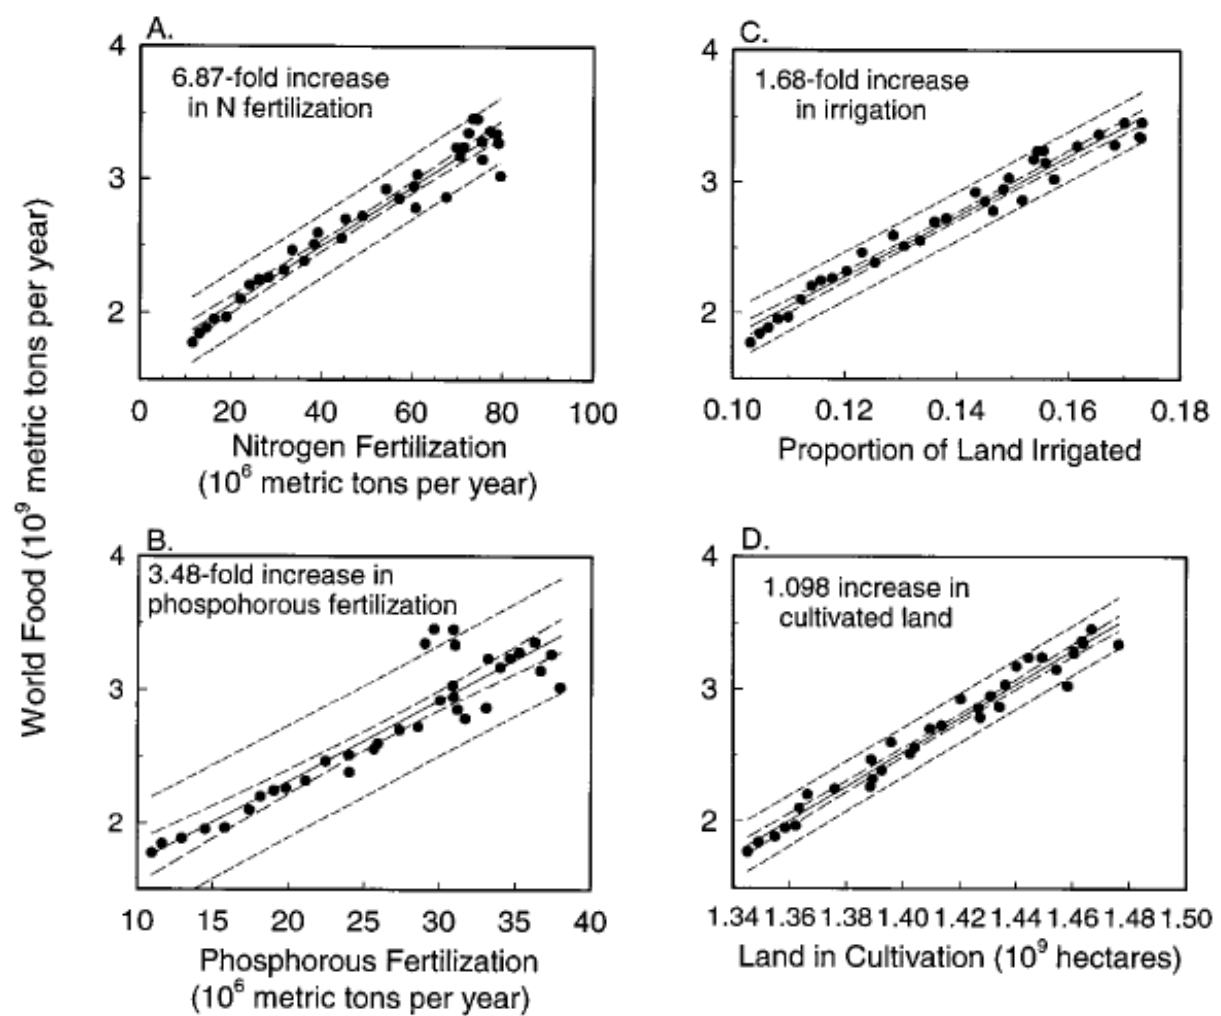 World Food (10⁹ metric tons per year)
A.
6.87-fold increase
in N fertilization
4
3
2
0 20 40 60 80 100
Nitrogen Fertilization
(10⁶ metric tons per year)
C.
1.68-fold increase
in irrigation
4
3
2
0.10 0.12 0.14 0.16 0.18
Proportion of Land Irrigated
B.
3.48-fold increase in
phospohorous fertilization
4
3
2
10 15 20 25 30 35 40
Phosphorous Fertilization
(10⁶ metric tons per year)
D.
1.098 increase in
cultivated land
4
3
2
1.34 1.36 1.38 1.40 1.42 1.44 1.46 1.48 1.50
Land in Cultivation (10⁹ hectares)